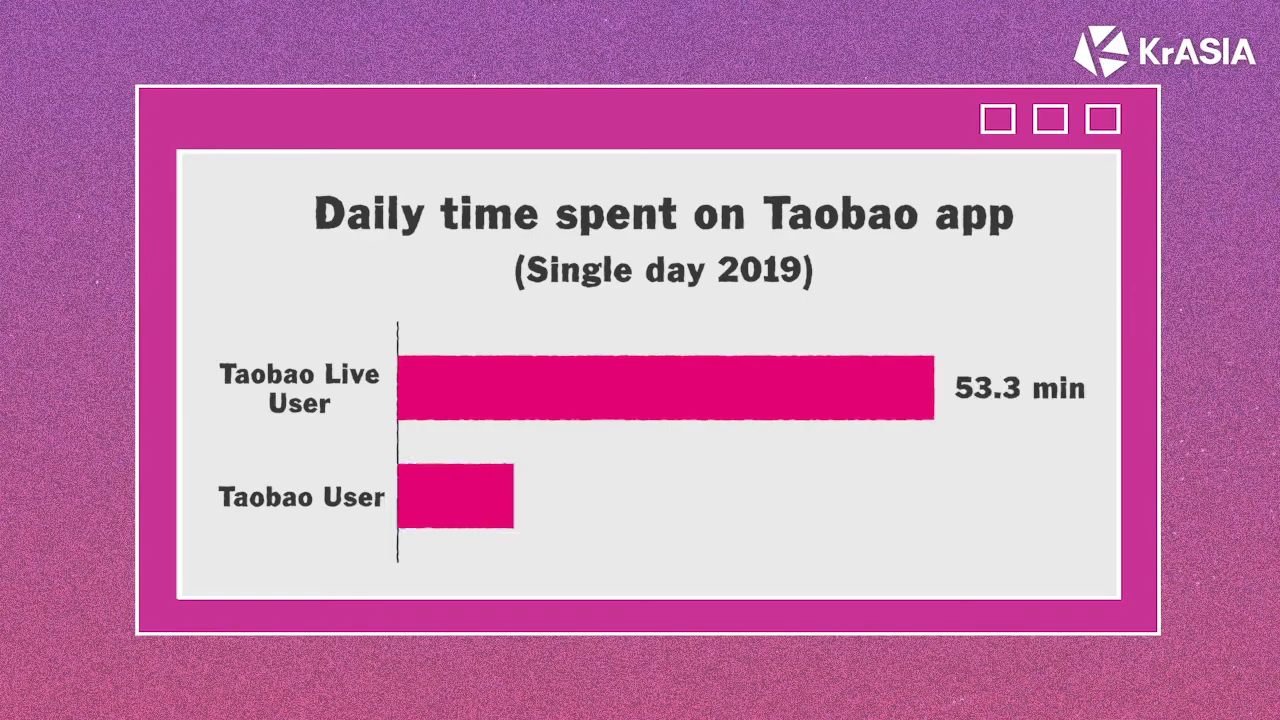 KrASIA
Daily time spent on Taobao app
(Single day 2019)
Taobao Live
User
53.3 min
Taobao User